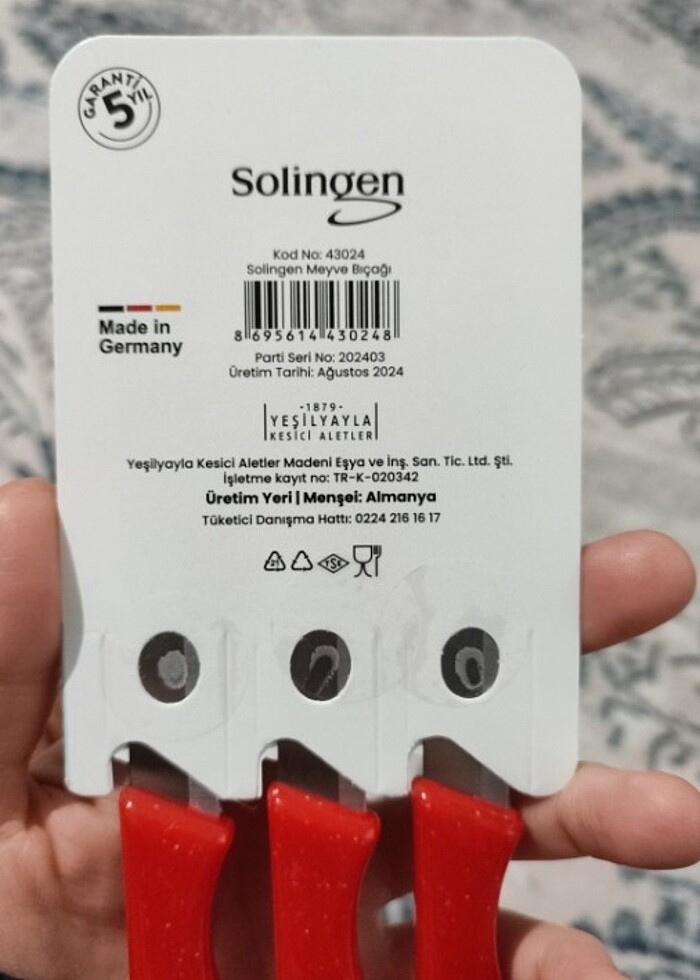 GARANTİ
5 YIL
Solingen
Kod No: 43024
Solingen Meyve Bıçağı
8 695614 430248
Made in
Germany
Parti Seri No: 202403
Üretim Tarihi: Ağustos 2024
-1879-
YEŞİLYAYLA
KESİCİ ALETLER
Yeşilyayla Kesici Aletler Madeni Eşya ve İnş. San. Tic. Ltd. Şti.
İşletme kayıt no: TR-K-020342
Üretim Yeri | Menşei: Almanya
Tüketici Danışma Hattı: 0224 216 16 17
TSE